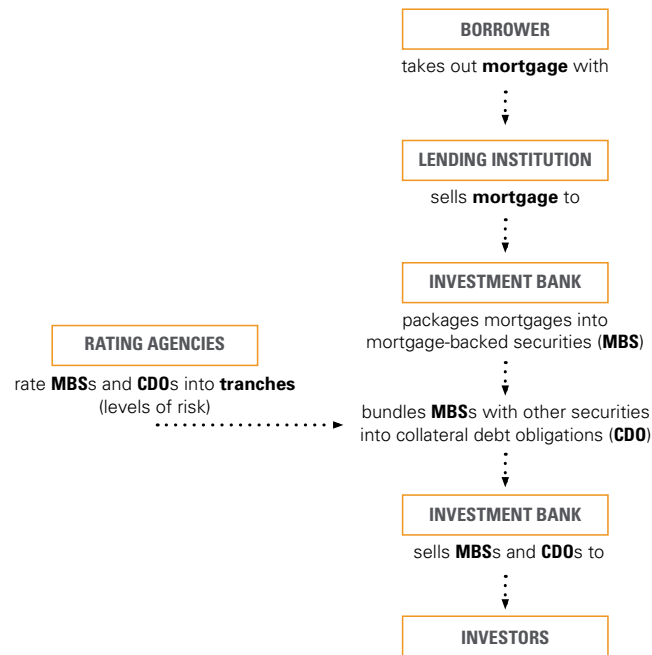 BORROWER
takes out mortgage with
LENDING INSTITUTION
sells mortgage to
INVESTMENT BANK
packages mortgages into
mortgage-backed securities (MBS)
RATING AGENCIES
rate MBSs and CDOs into tranches
(levels of risk)
bundles MBSs with other securities
into collateral debt obligations (CDO)
INVESTMENT BANK
sells MBSs and CDOs to
INVESTORS